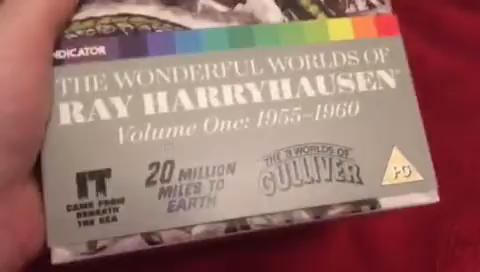 INDICATOR
THE WONDERFUL WORLDS OF
RAY HARRYHAUSEN
Volume One: 1955–1960
IT
CAME FROM
BENEATH
THE SEA
20 MILLION
MILES TO
EARTH
THE 3 WORLDS OF
GULLIVER
PG